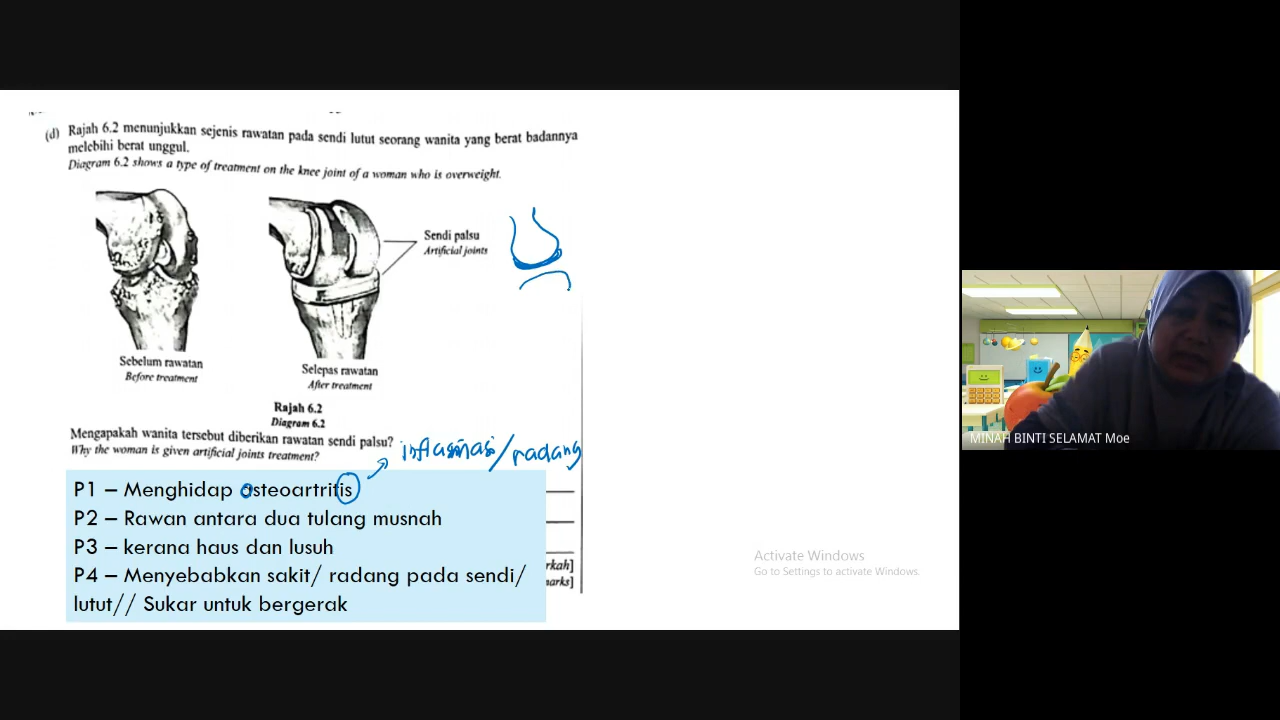 (d) Rajah 6.2 menunjukkan sejenis rawatan pada sendi lutut seorang wanita yang berat badannya
melebihi berat unggul.
Diagram 6.2 shows a type of treatment on the knee joint of a woman who is overweight.
Sendi palsu
Artificial joints
Sebelum rawatan
Before treatment
Selepas rawatan
After treatment
Rajah 6.2
Diagram 6.2
Mengapakah wanita tersebut diberikan rawatan sendi palsu?
Why the woman is given artificial joints treatment?
inflasmasi/radang
P1 – Menghidap osteoartritis
P2 – Rawan antara dua tulang musnah
P3 – kerana haus dan lusuh
P4 – Menyebabkan sakit/ radang pada sendi/
lutut// Sukar untuk bergerak
rkah]
arks]
Activate Windows
Go to Settings to activate Windows.
MINAH BINTI SELAMAT Moe